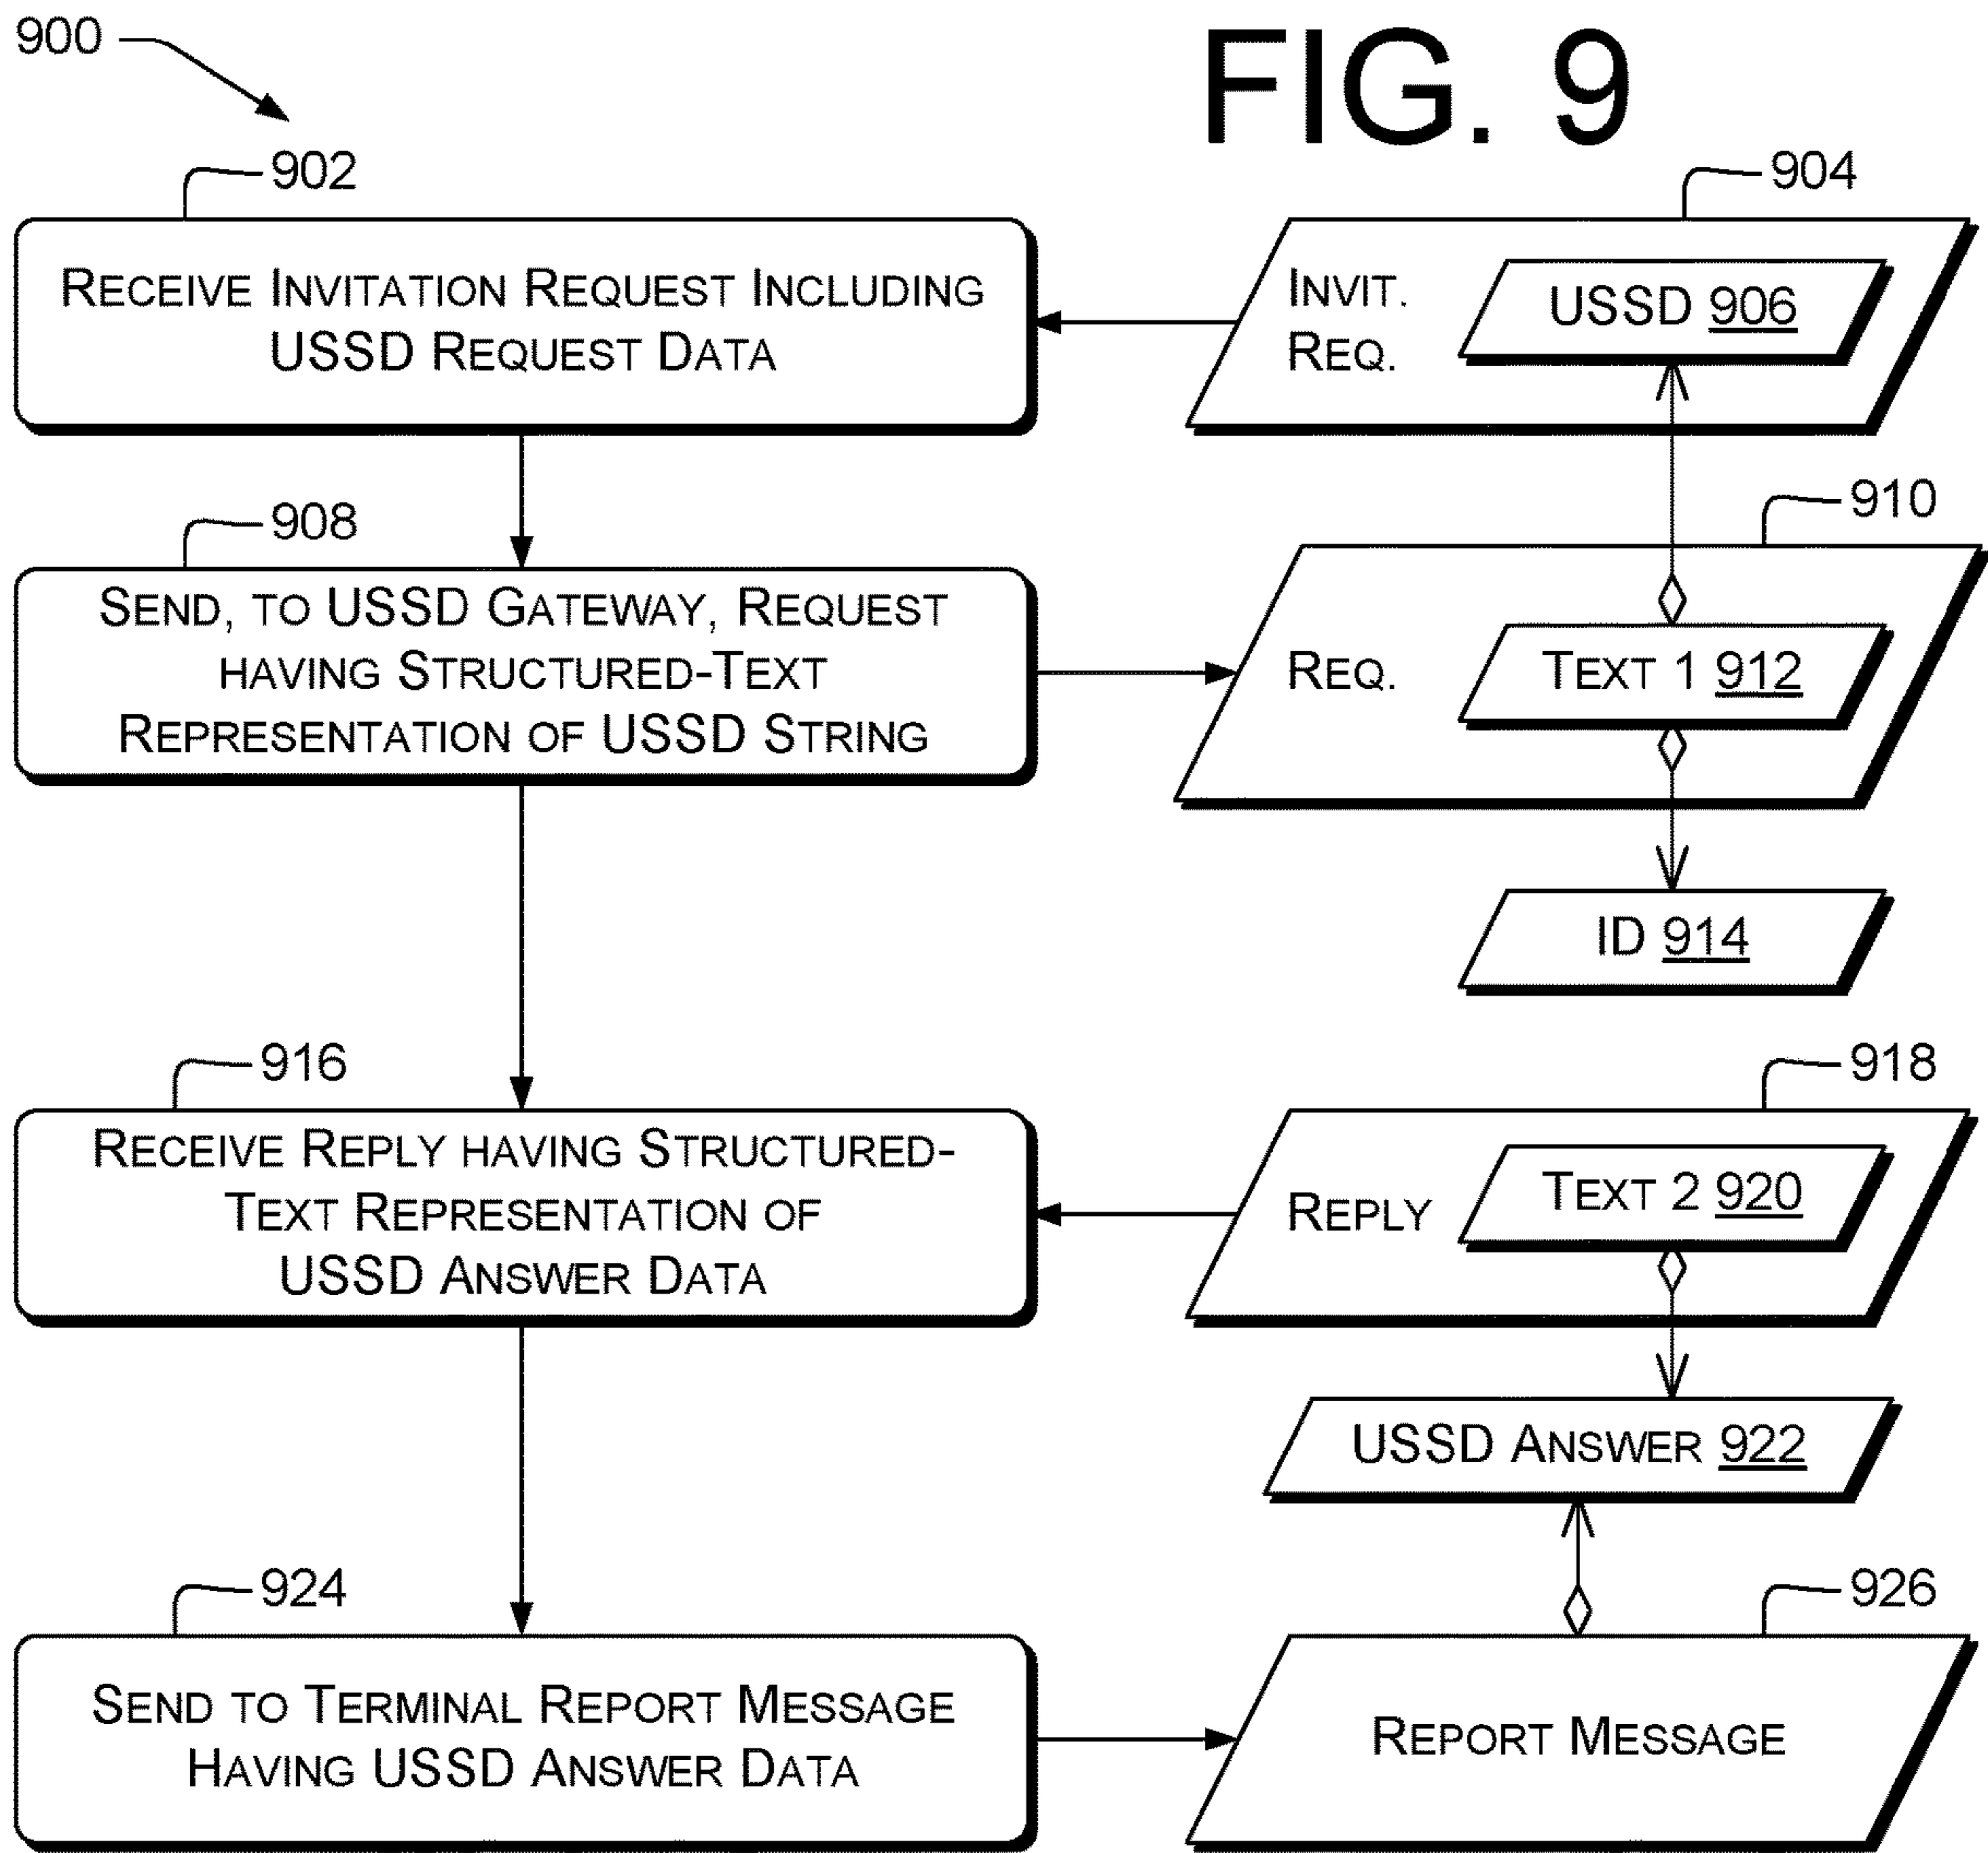 900
FIG. 9
902
904
RECEIVE INVITATION REQUEST INCLUDING
USSD REQUEST DATA
INVIT.
REQ.
USSD 906
908
910
SEND, TO USSD GATEWAY, REQUEST
HAVING STRUCTURED-TEXT
REPRESENTATION OF USSD STRING
REQ.
TEXT 1 912
ID 914
916
918
RECEIVE REPLY HAVING STRUCTURED-
TEXT REPRESENTATION OF
USSD ANSWER DATA
REPLY
TEXT 2 920
USSD ANSWER 922
924
926
SEND TO TERMINAL REPORT MESSAGE
HAVING USSD ANSWER DATA
REPORT MESSAGE